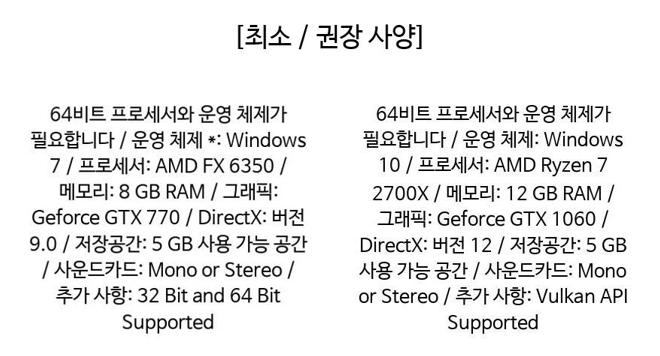 [최소 / 권장 사양]
64비트 프로세서와 운영 체제가
필요합니다 / 운영 체제 *: Windows
7 / 프로세서: AMD FX 6350 /
메모리: 8 GB RAM / 그래픽:
Geforce GTX 770 / DirectX: 버전
9.0 / 저장공간: 5 GB 사용 가능 공간
/ 사운드카드: Mono or Stereo /
추가 사항: 32 Bit and 64 Bit
Supported
64비트 프로세서와 운영 체제가
필요합니다 / 운영 체제: Windows
10 / 프로세서: AMD Ryzen 7
2700X / 메모리: 12 GB RAM /
그래픽: Geforce GTX 1060 /
DirectX: 버전 12 / 저장공간: 5 GB
사용 가능 공간 / 사운드카드: Mono
or Stereo / 추가 사항: Vulkan API
Supported